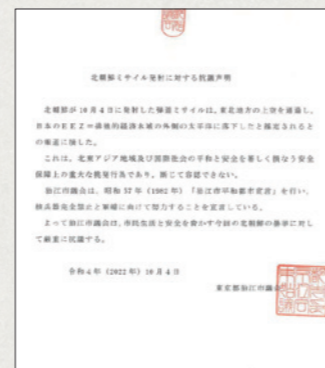 北朝鮮ミサイル発射に対する抗議声明
北朝鮮が10月4日に発射した弾道ミサイルは、東北地方の上空を通過し、
日本のEEZ=排他的経済水域の外側の太平洋に落下したと推定されると
の報道に接した。
これは、北東アジア地域及び国際社会の平和と安全を著しく損なう安全
保障上の重大な挑発行為であり、断じて容認できない。
狛江市議会は、昭和57年(1982年)「狛江市平和都市宣言」を行い、
核兵器完全禁止と軍縮に向けて努力することを宣言している。
よって狛江市議会は、市民生活と安全を脅かす今回の北朝鮮の暴挙に対し
て厳重に抗議する。
令和4年(2022年)10月4日
東京都狛江市議会